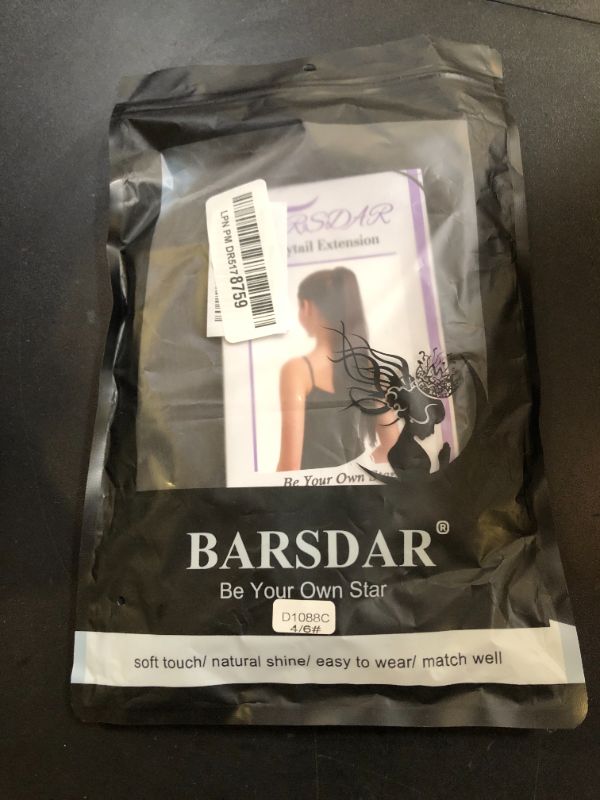 LPN PM DR5178759
RSDAR
ytail Extension
Be Your Own Star
BARSDAR®
Be Your Own Star
D1088C
4/6#
soft touch/ natural shine/ easy to wear/ match well